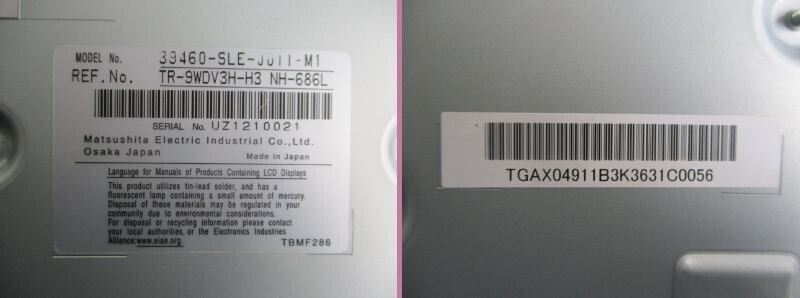 MODEL No. 39460-SLE-J011-M1
REF.No. TR-9WDV3H-H3 NH-686L
SERIAL No. UZ1210021
Matsushita Electric Industrial Co.,Ltd.
Osaka Japan Made in Japan
Language for Manuals of Products Containing LCD Displays
This product utilizes tin-lead solder, and has a
fluorescent lamp containing a small amount of mercury.
Disposal of these materials may be regulated in your
community due to environmental considerations.
For disposal or recycling information please contact
your local authorities, or the Electronics Industries
Alliance:www.eiae.org.
TBMF286
TGAX04911B3K3631C0056